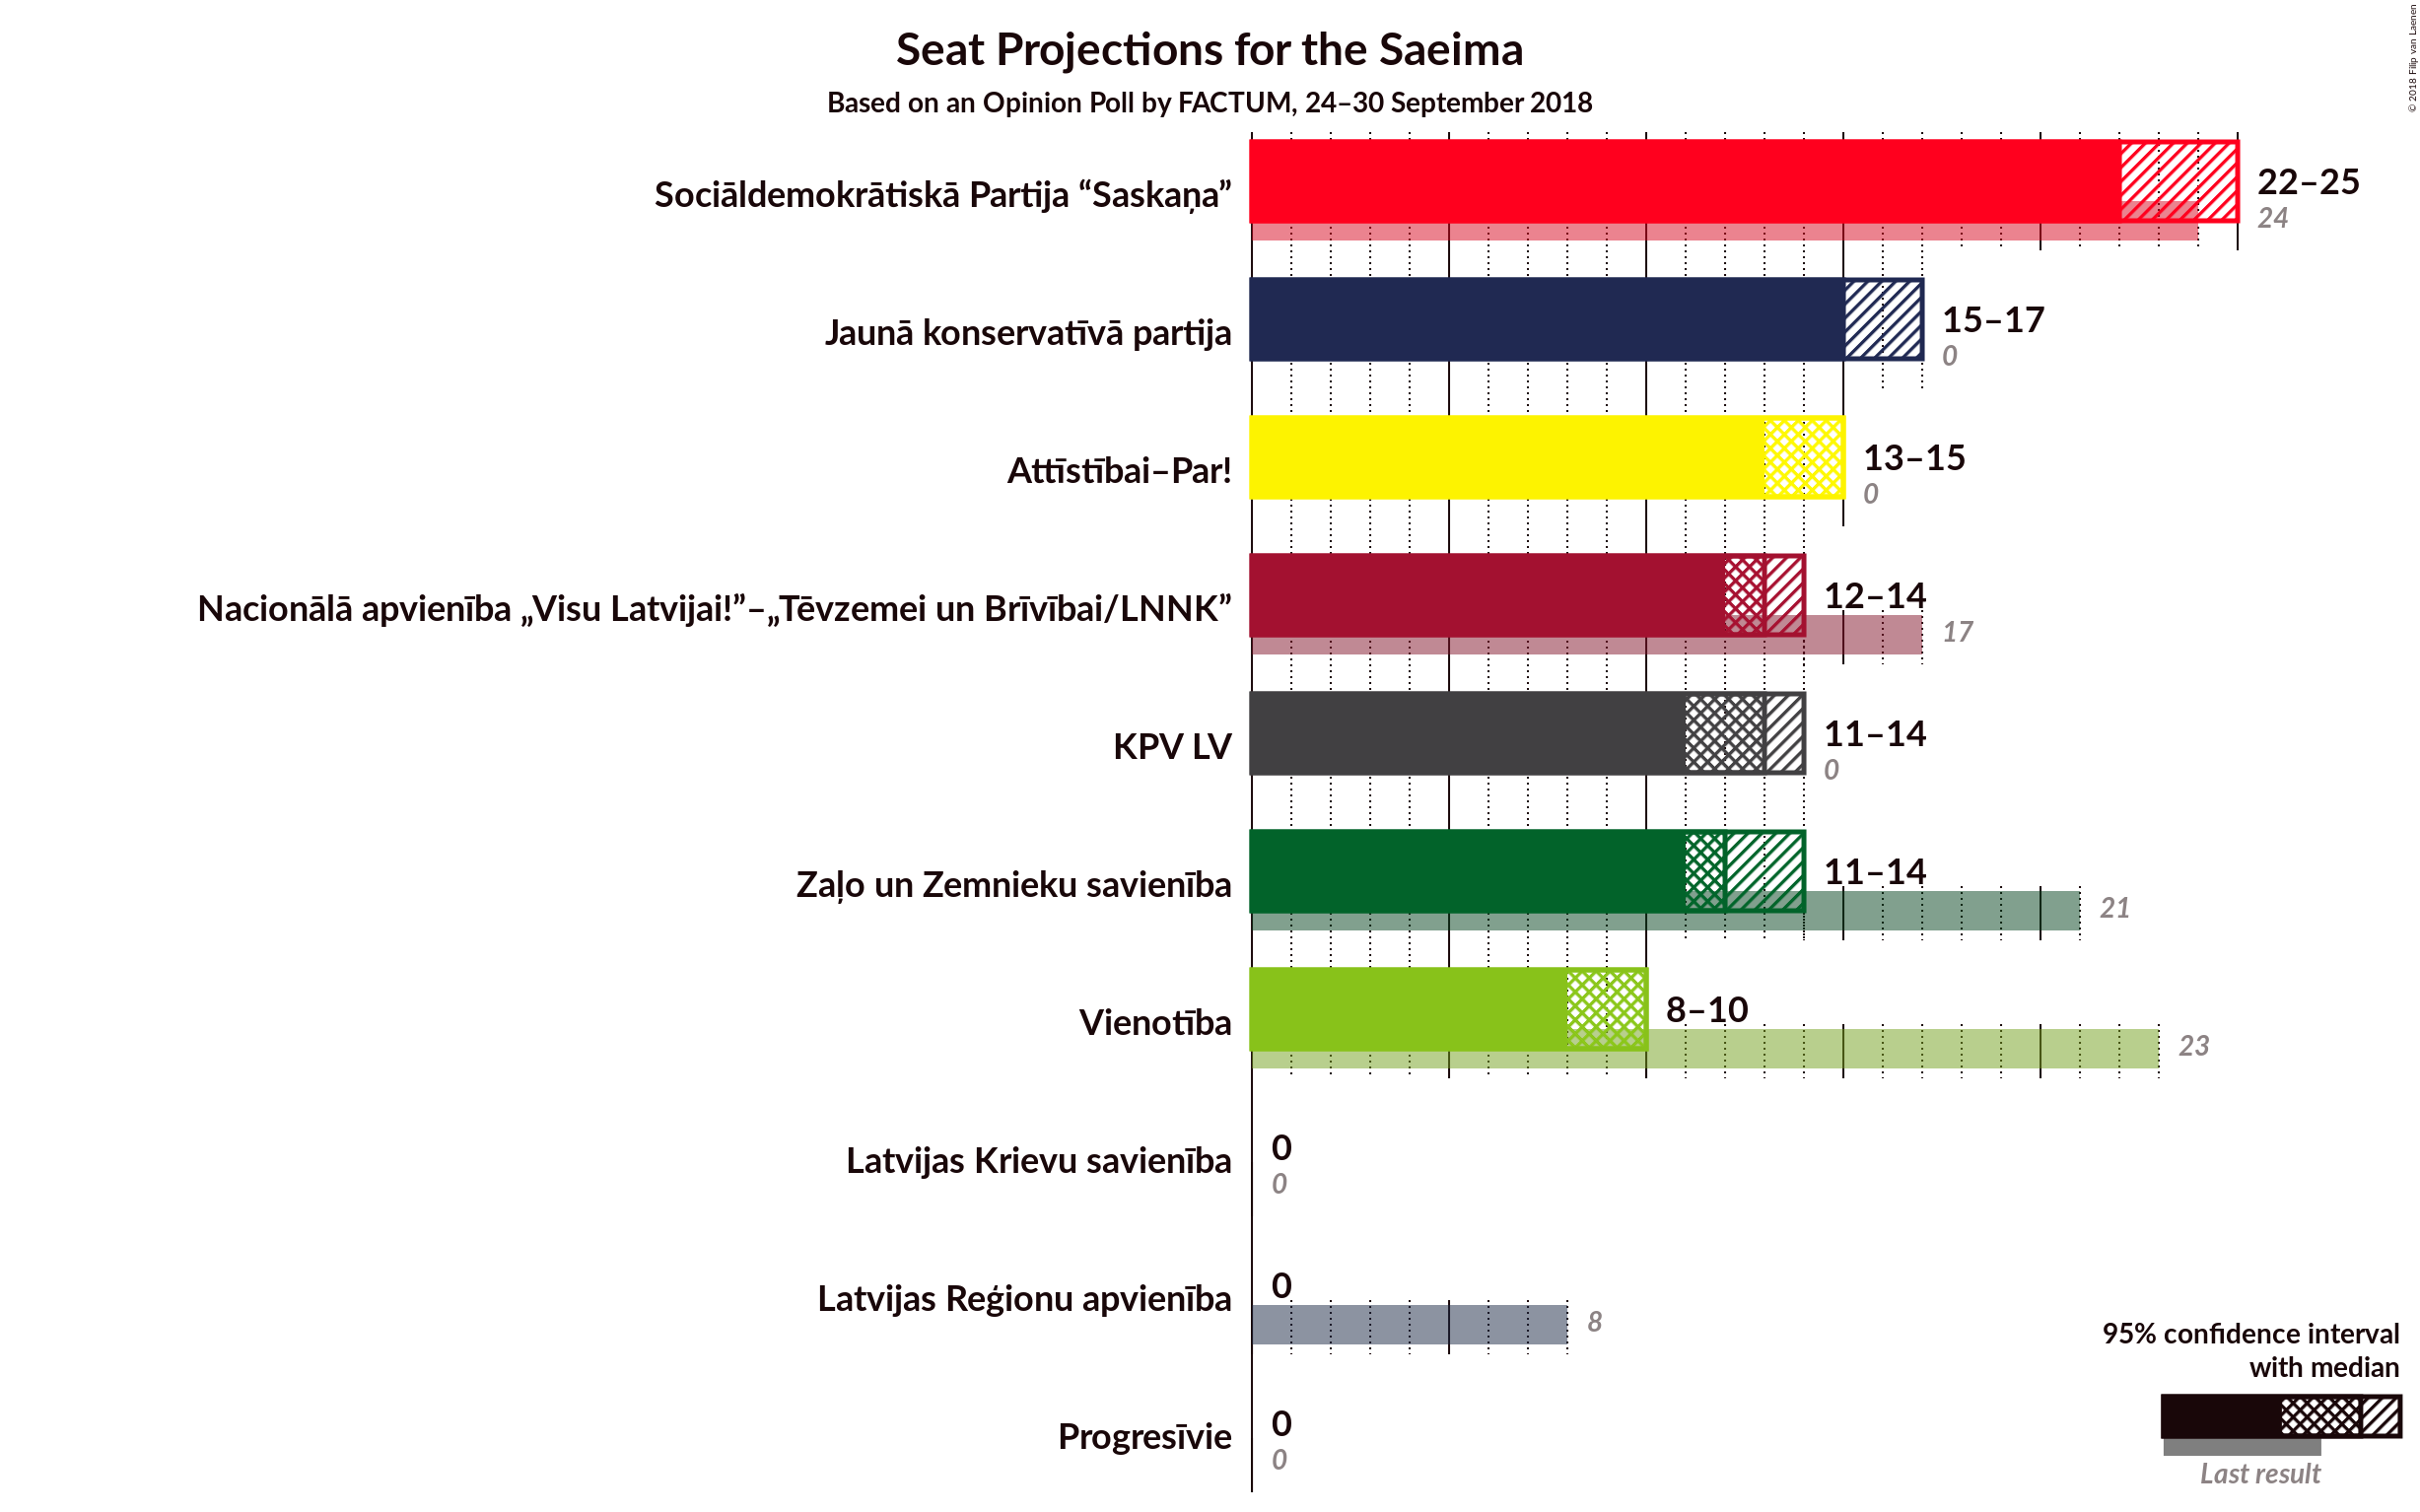 Seat Projections for the Saeima
Based on an Opinion Poll by FACTUM, 24–30 September 2018
© 2018 Filip van Laenen
Sociāldemokrātiskā Partija “Saskaņa”
22–25
24
Jaunā konservatīvā partija
15–17
0
Attīstībai–Par!
13–15
0
Nacionālā apvienība „Visu Latvijai!”–„Tēvzemei un Brīvībai/LNNK”
12–14
17
KPV LV
11–14
0
Zaļo un Zemnieku savienība
11–14
21
Vienotība
8–10
23
Latvijas Krievu savienība
0
0
Latvijas Reģionu apvienība
0
8
Progresīvie
0
0
95% confidence interval
with median
Last result